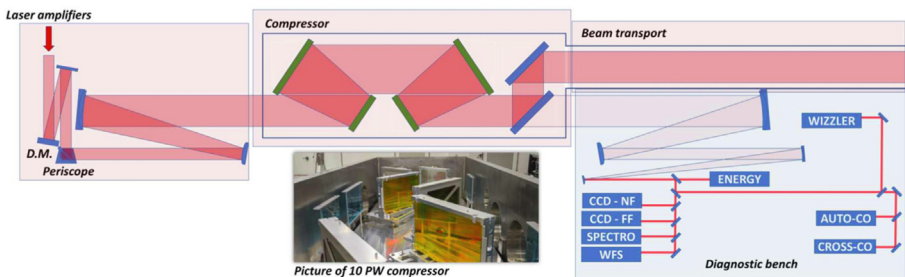 Laser amplifiers
Compressor
Beam transport
D.M.
Periscope
WIZZLER
ENERGY
CCD - NF
CCD - FF
SPECTRO
WFS
AUTO-CO
CROSS-CO
Diagnostic bench
Picture of 10 PW compressor